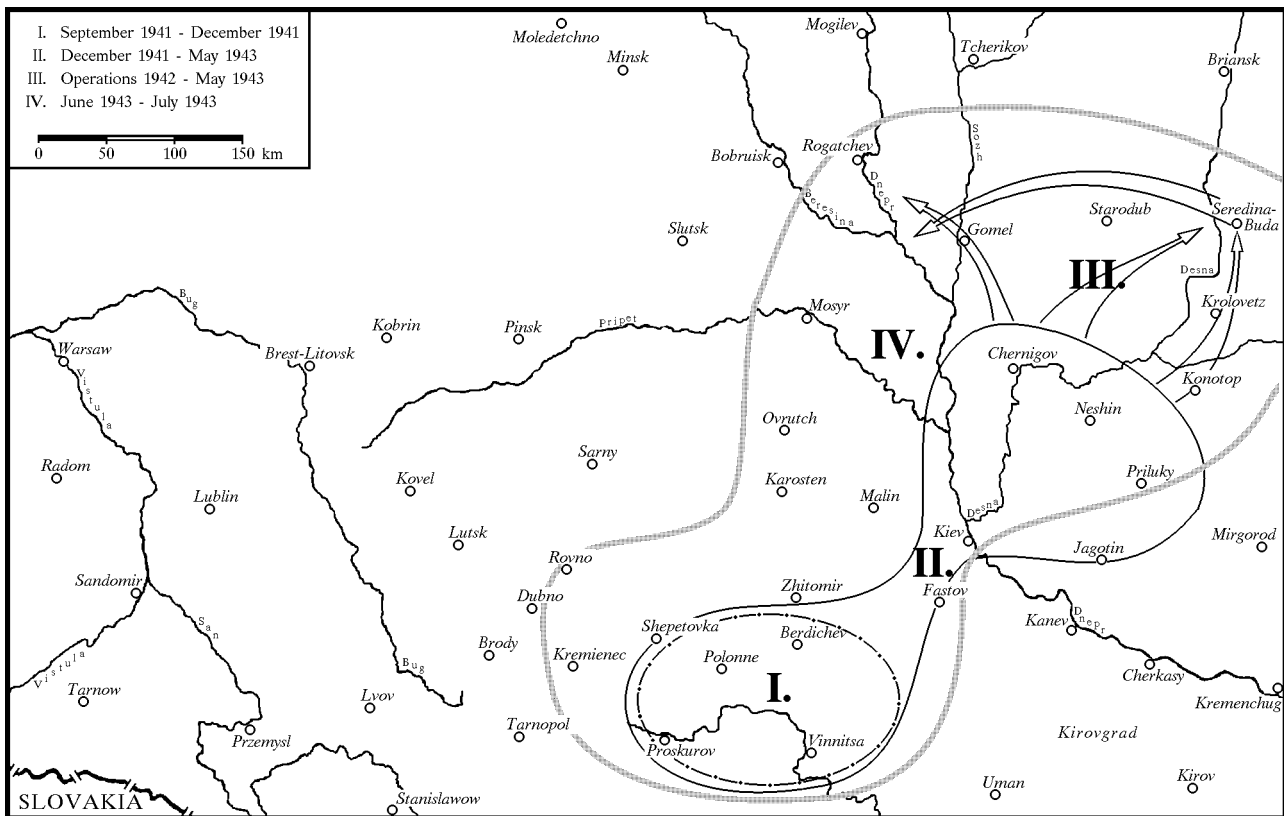 I. September 1941 - December 1941
II. December 1941 - May 1943
III. Operations 1942 - May 1943
IV. June 1943 - July 1943
0 50 100 150 km
Moledetchno
Minsk
Mogilev
Tcherikov
Briansk
Bobruisk
Rogatchev
Sozh
Dnepr
Beresina
Slutsk
Gomel
Starodub
Seredina-
Buda
III.
Desna
Bug
Krolovetz
Kobrin
Pinsk
Pripet
Mosyr
IV.
Warsaw
Brest-Litovsk
Chernigov
Konotop
Vistula
Neshin
Ovrutch
Radom
Sarny
Kovel
Lublin
Karosten
Malin
Priluky
Desna
Lutsk
Kiev
Mirgorod
Jagotin
Rovno
II.
Sandomir
Dubno
Zhitomir
Fastov
San
Kanev
Dnepr
Shepetovka
Berdichev
Brody
Kremienec
Polonne
Vistula
Bug
Cherkasy
Tarnow
Lvov
I.
Kremenchug
Tarnopol
Przemysl
Proskurov
Vinnitsa
Kirovgrad
SLOVAKIA
Stanislawow
Uman
Kirov